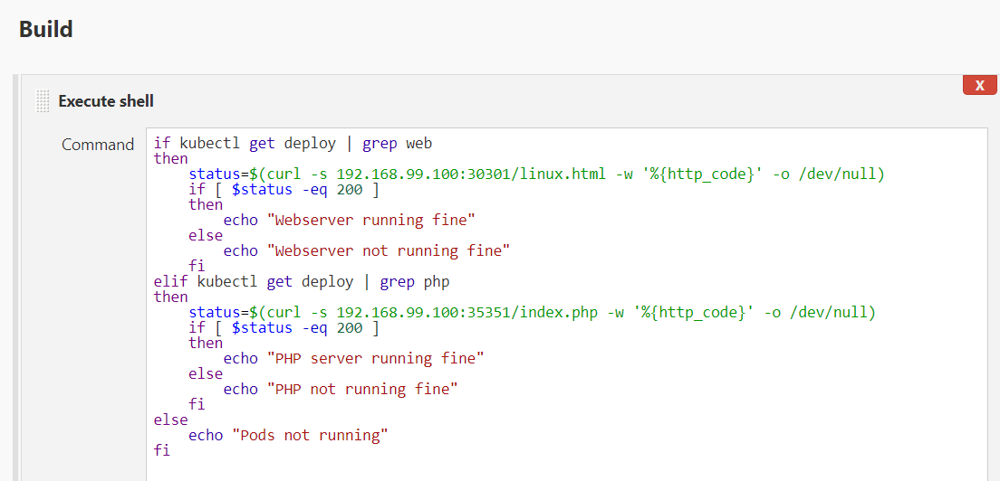 Build
X
Execute shell
Command
if kubectl get deploy | grep web
then
    status=$(curl -s 192.168.99.100:30301/linux.html -w '%{http_code}' -o /dev/null)
    if [ $status -eq 200 ]
    then
        echo "Webserver running fine"
    else
        echo "Webserver not running fine"
    fi
elif kubectl get deploy | grep php
then
    status=$(curl -s 192.168.99.100:35351/index.php -w '%{http_code}' -o /dev/null)
    if [ $status -eq 200 ]
    then
        echo "PHP server running fine"
    else
        echo "PHP not running fine"
    fi
else
    echo "Pods not running"
fi